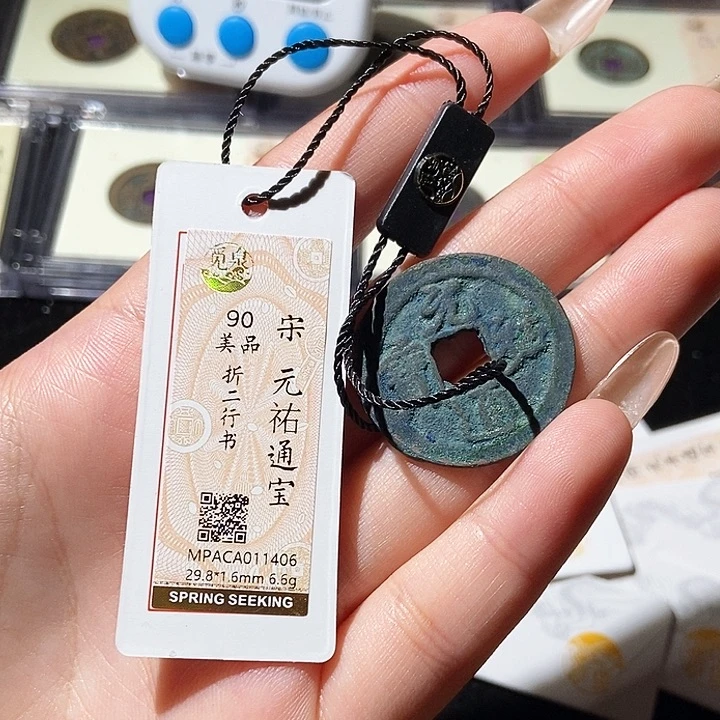 觅泉
宋 元祐通宝
90
美品
折二行书
MPACA011406
29.8*1.6mm 6.6g
SPRING SEEKING